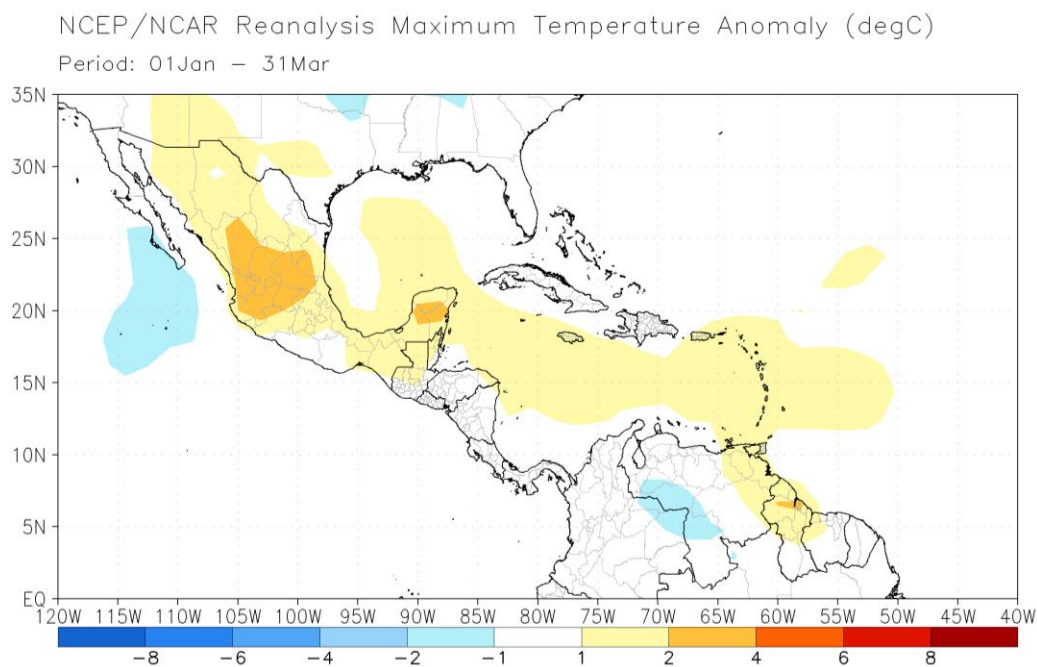 NCEP/NCAR Reanalysis Maximum Temperature Anomaly (degC)
Period: 01Jan – 31Mar
35N
30N
25N
20N
15N
10N
5N
EQ
120W 115W 110W 105W 100W 95W 90W 85W 80W 75W 70W 65W 60W 55W 50W 45W 40W
−8 −6 −4 −2 −1 1 2 4 6 8